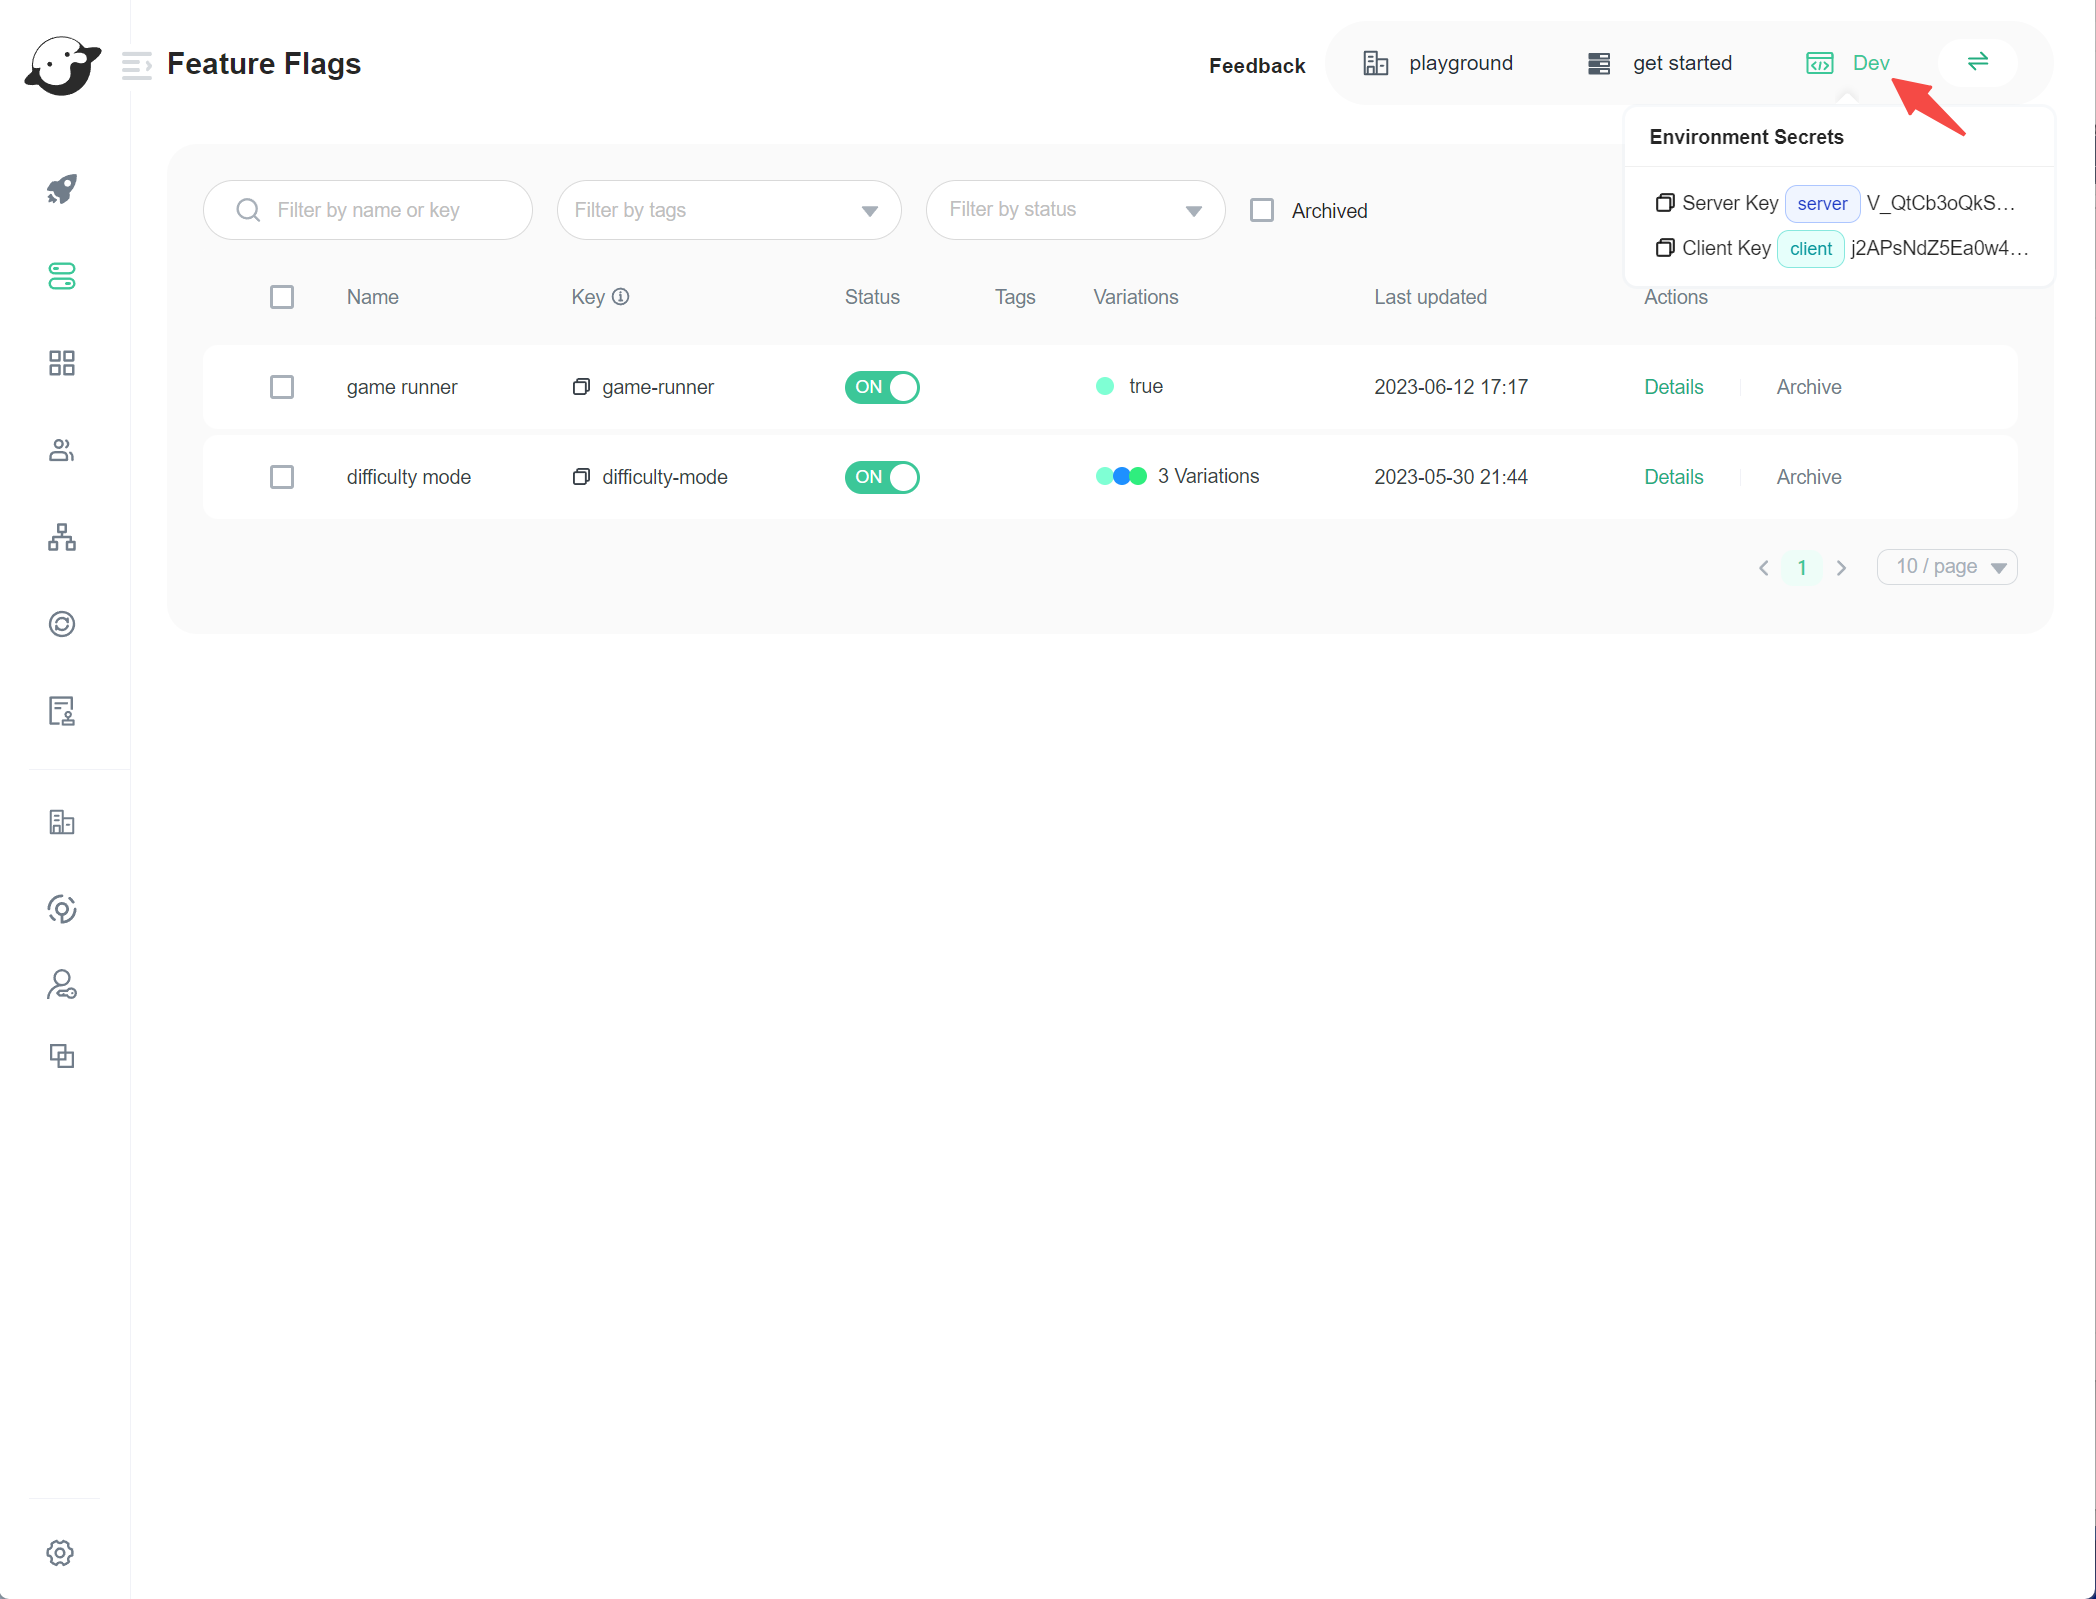 Feature Flags
Feedback
playground
get started
Dev
Environment Secrets
Server Key server V_QtCb3oQkS...
Client Key client j2APsNdZ5Ea0w4...
Filter by name or key
Filter by tags
Filter by status
Archived
Name Key Status Tags Variations Last updated Actions
game runner game-runner ON true 2023-06-12 17:17 Details Archive
difficulty mode difficulty-mode ON 3 Variations 2023-05-30 21:44 Details Archive
1 10 / page